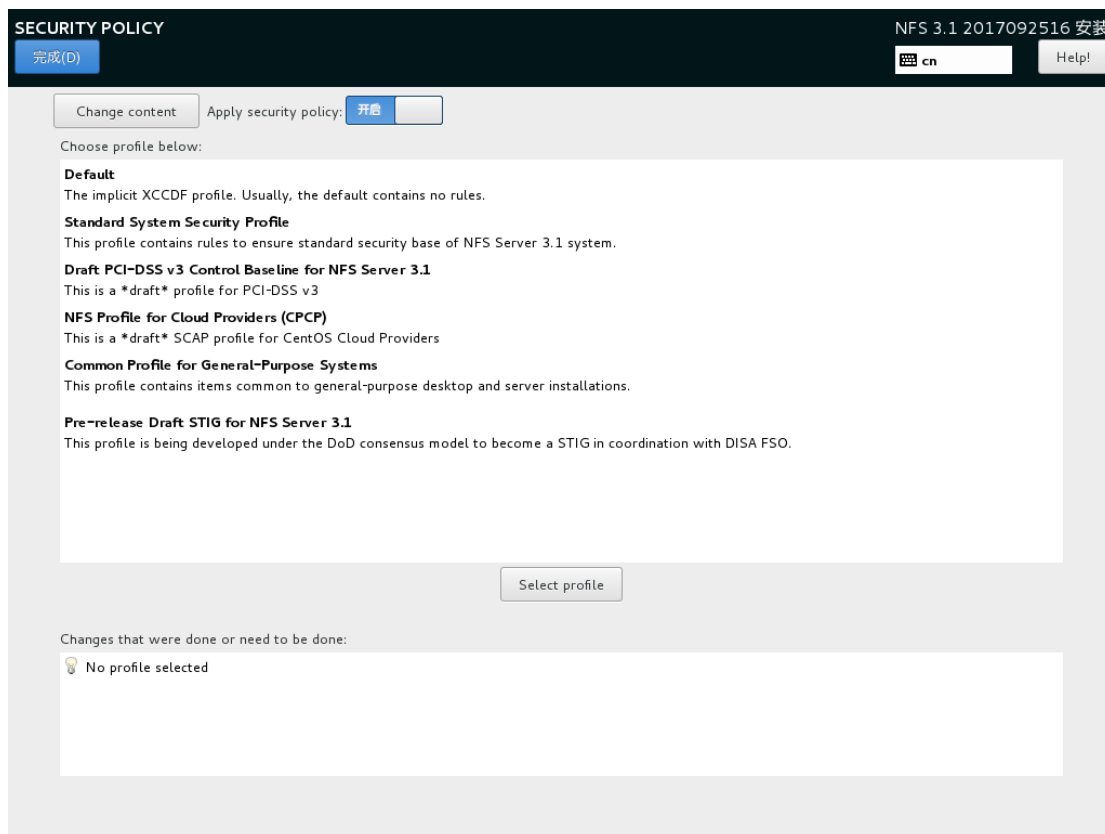 SECURITY POLICY
NFS 3.1 2017092516 安装
完成(D)
cn
Help!
Change content
Apply security policy:
开启
Choose profile below:
Default
The implicit XCCDF profile. Usually, the default contains no rules.
Standard System Security Profile
This profile contains rules to ensure standard security base of NFS Server 3.1 system.
Draft PCI-DSS v3 Control Baseline for NFS Server 3.1
This is a *draft* profile for PCI-DSS v3
NFS Profile for Cloud Providers (CPCP)
This is a *draft* SCAP profile for CentOS Cloud Providers
Common Profile for General-Purpose Systems
This profile contains items common to general-purpose desktop and server installations.
Pre-release Draft STIG for NFS Server 3.1
This profile is being developed under the DoD consensus model to become a STIG in coordination with DISA FSO.
Select profile
Changes that were done or need to be done:
No profile selected